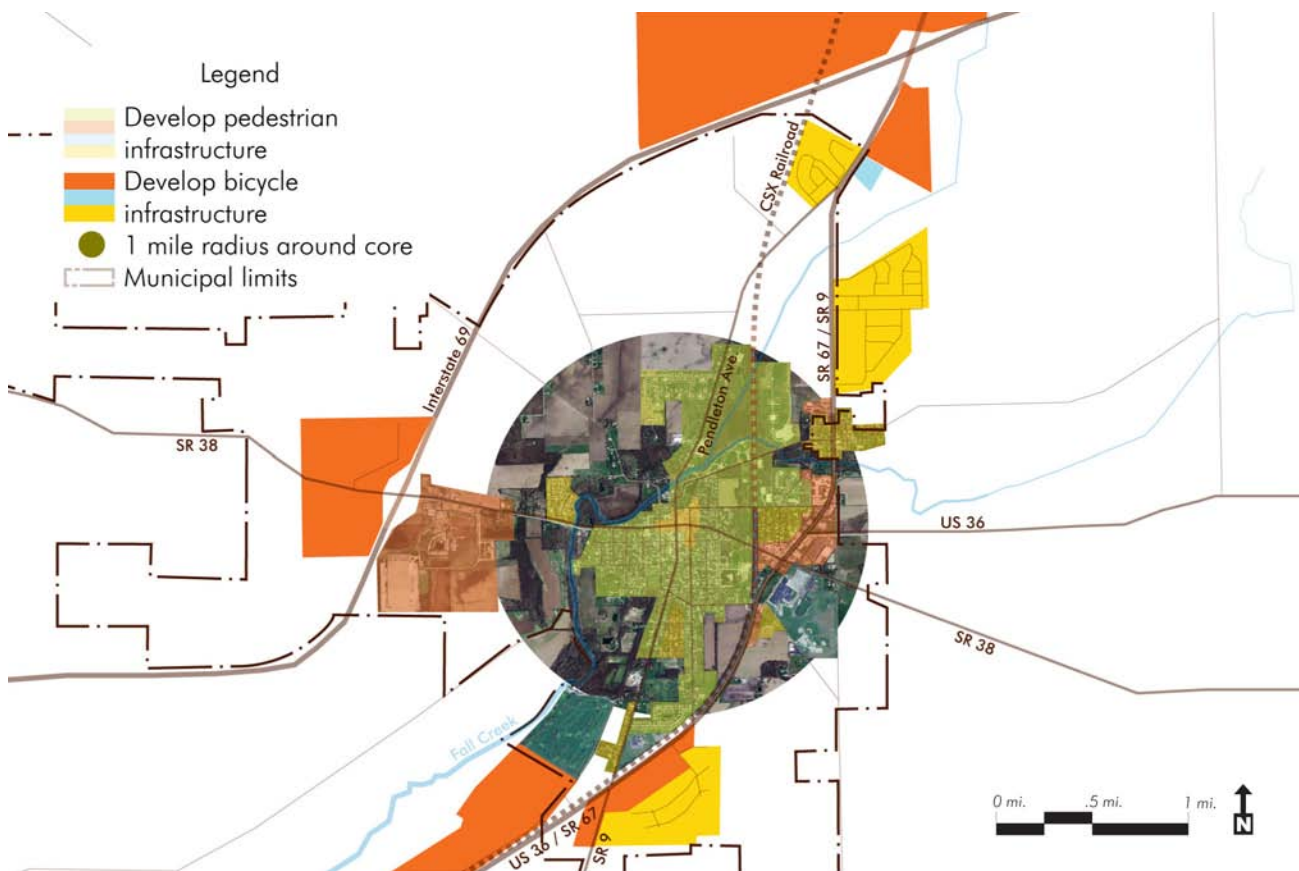 Legend
Develop pedestrian
infrastructure
Develop bicycle
infrastructure
1 mile radius around core
Municipal limits
CSX Railroad
SR 67 / SR 9
Interstate 69
Pendleton Ave.
SR 38
US 36
SR 38
Fall Creek
US 36 / SR 67
SR 9
0 mi. .5 mi. 1 mi.
N